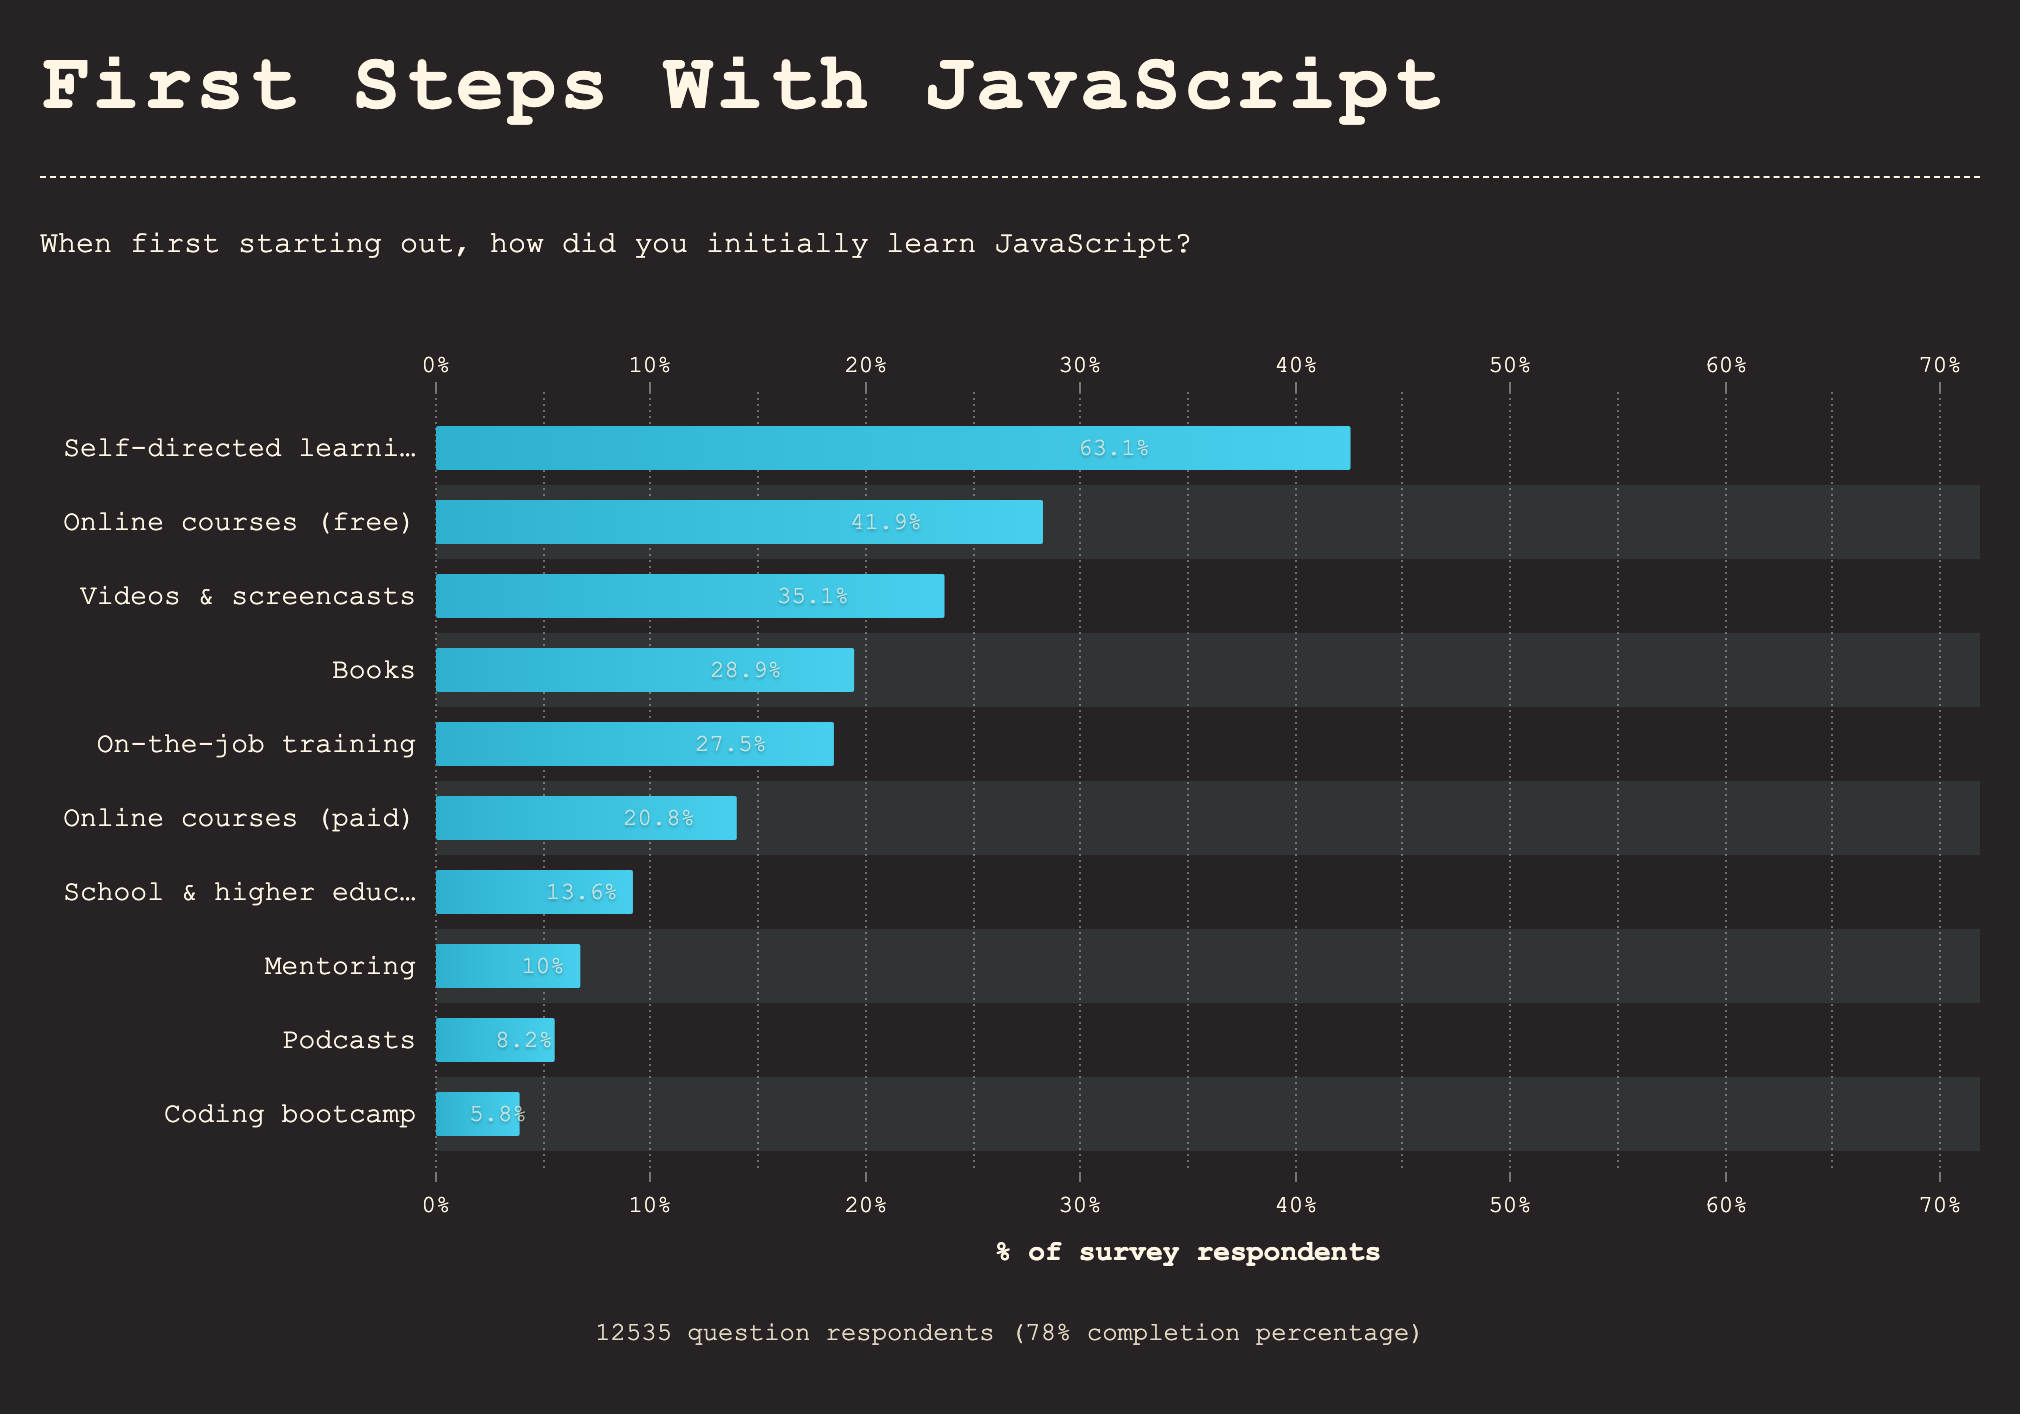 First Steps With JavaScript
When first starting out, how did you initially learn JavaScript?
0% 10% 20% 30% 40% 50% 60% 70%
Self-directed learni… 63.1%
Online courses (free) 41.9%
Videos & screencasts 35.1%
Books 28.9%
On-the-job training 27.5%
Online courses (paid) 20.8%
School & higher educ… 13.6%
Mentoring 10%
Podcasts 8.2%
Coding bootcamp 5.8%
0% 10% 20% 30% 40% 50% 60% 70%
% of survey respondents
12535 question respondents (78% completion percentage)